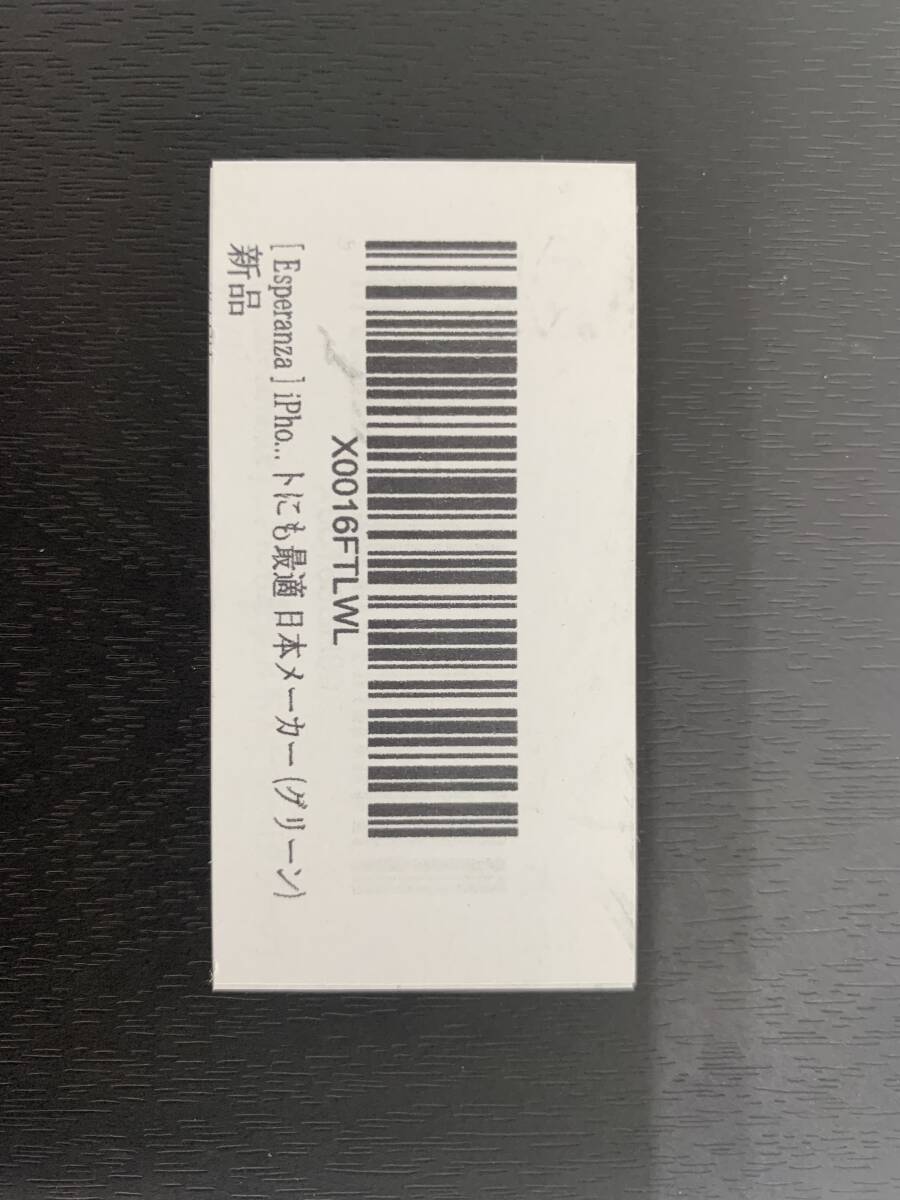 X0016FTLWL
[ Esperanza ] iPho... トにも最適 日本メーカー (グリーン)
新品